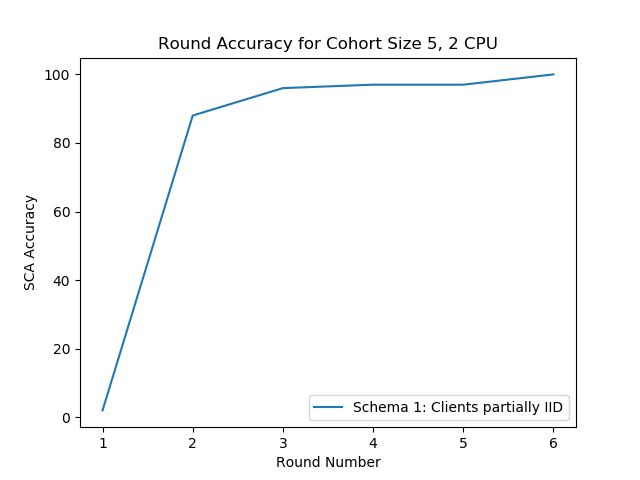 Round Accuracy for Cohort Size 5, 2 CPU
100
80
60
40
20
0
SCA Accuracy
Schema 1: Clients partially IID
1 2 3 4 5 6
Round Number